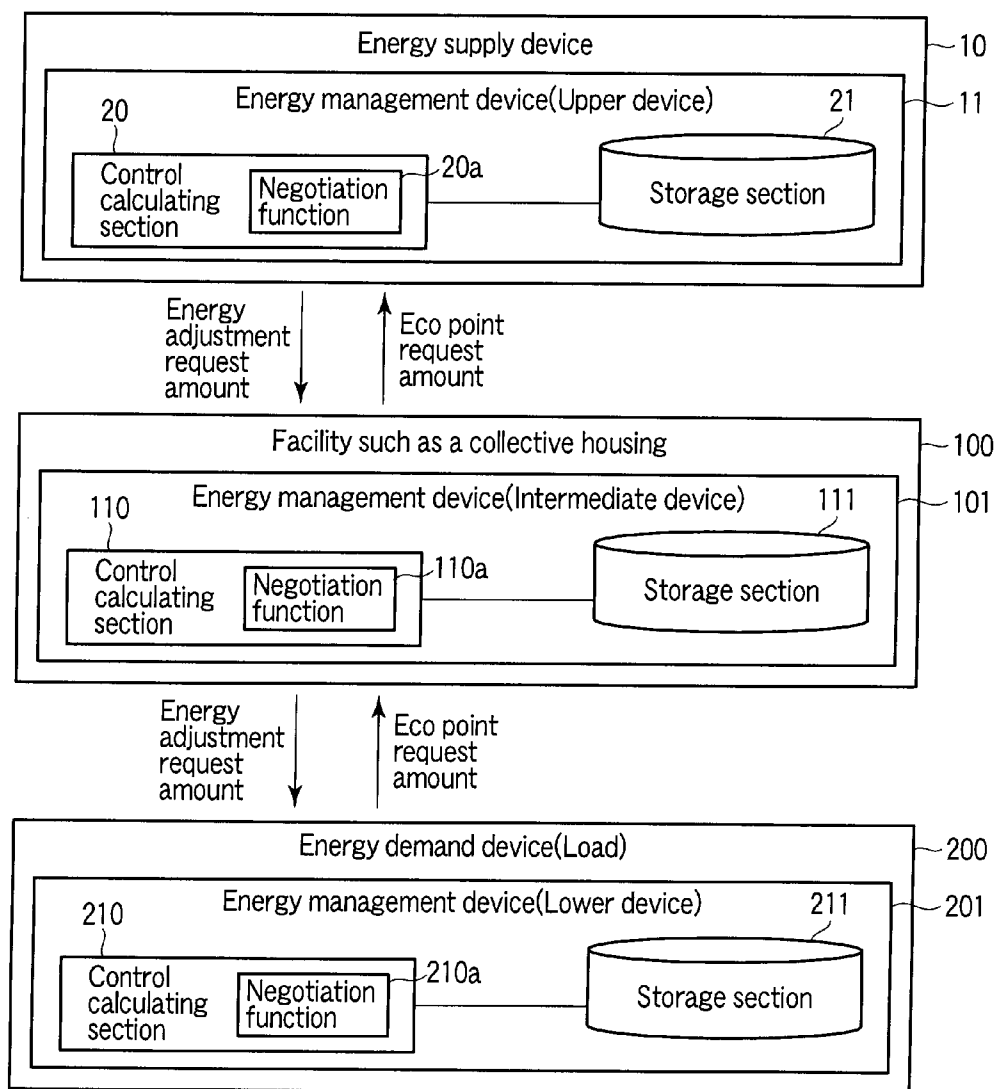 Energy supply device
10
Energy management device(Upper device)
11
20
21
Control
calculating
section
Negotiation
function
20a
Storage section
Energy
adjustment
request
amount
Eco point
request
amount
Facility such as a collective housing
100
Energy management device(Intermediate device)
101
110
111
Control
calculating
section
Negotiation
function
110a
Storage section
Energy
adjustment
request
amount
Eco point
request
amount
Energy demand device(Load)
200
Energy management device(Lower device)
201
210
211
Control
calculating
section
Negotiation
function
210a
Storage section